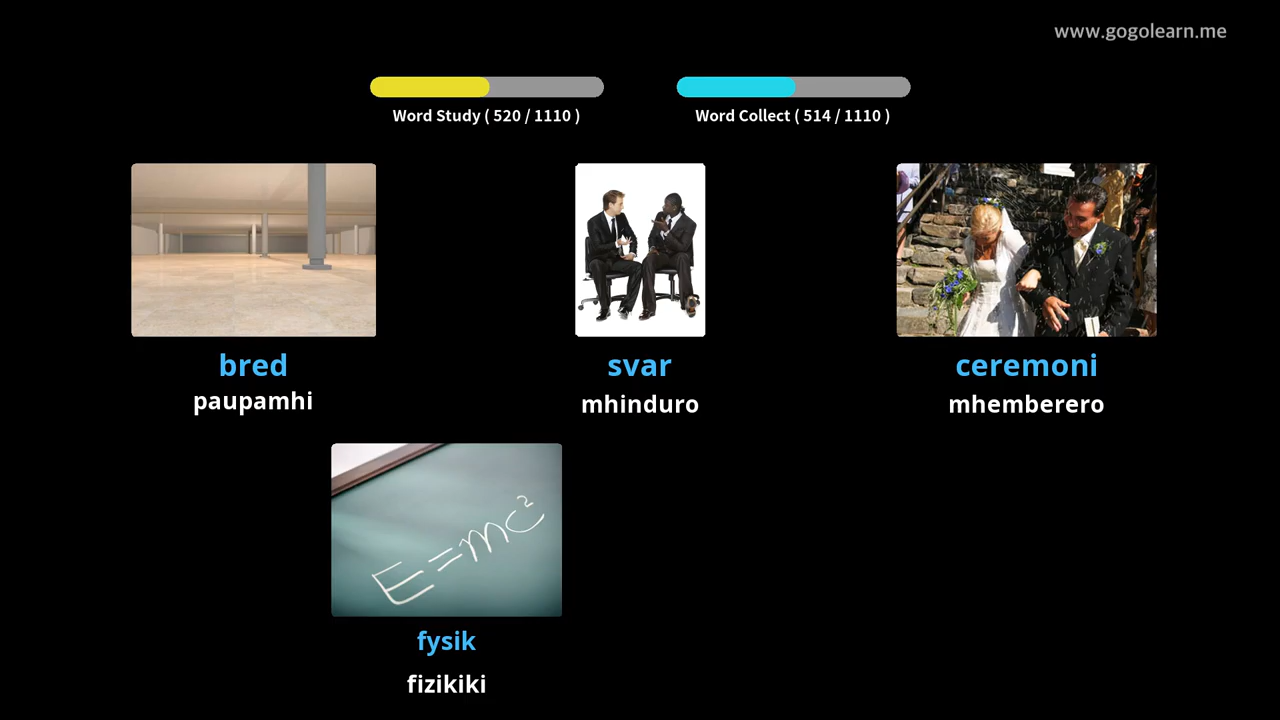 www.gogolearn.me
Word Study ( 520 / 1110 )
Word Collect ( 514 / 1110 )
bred
paupamhi
svar
mhinduro
ceremoni
mhemberero
E=mc²
fysik
fizikiki